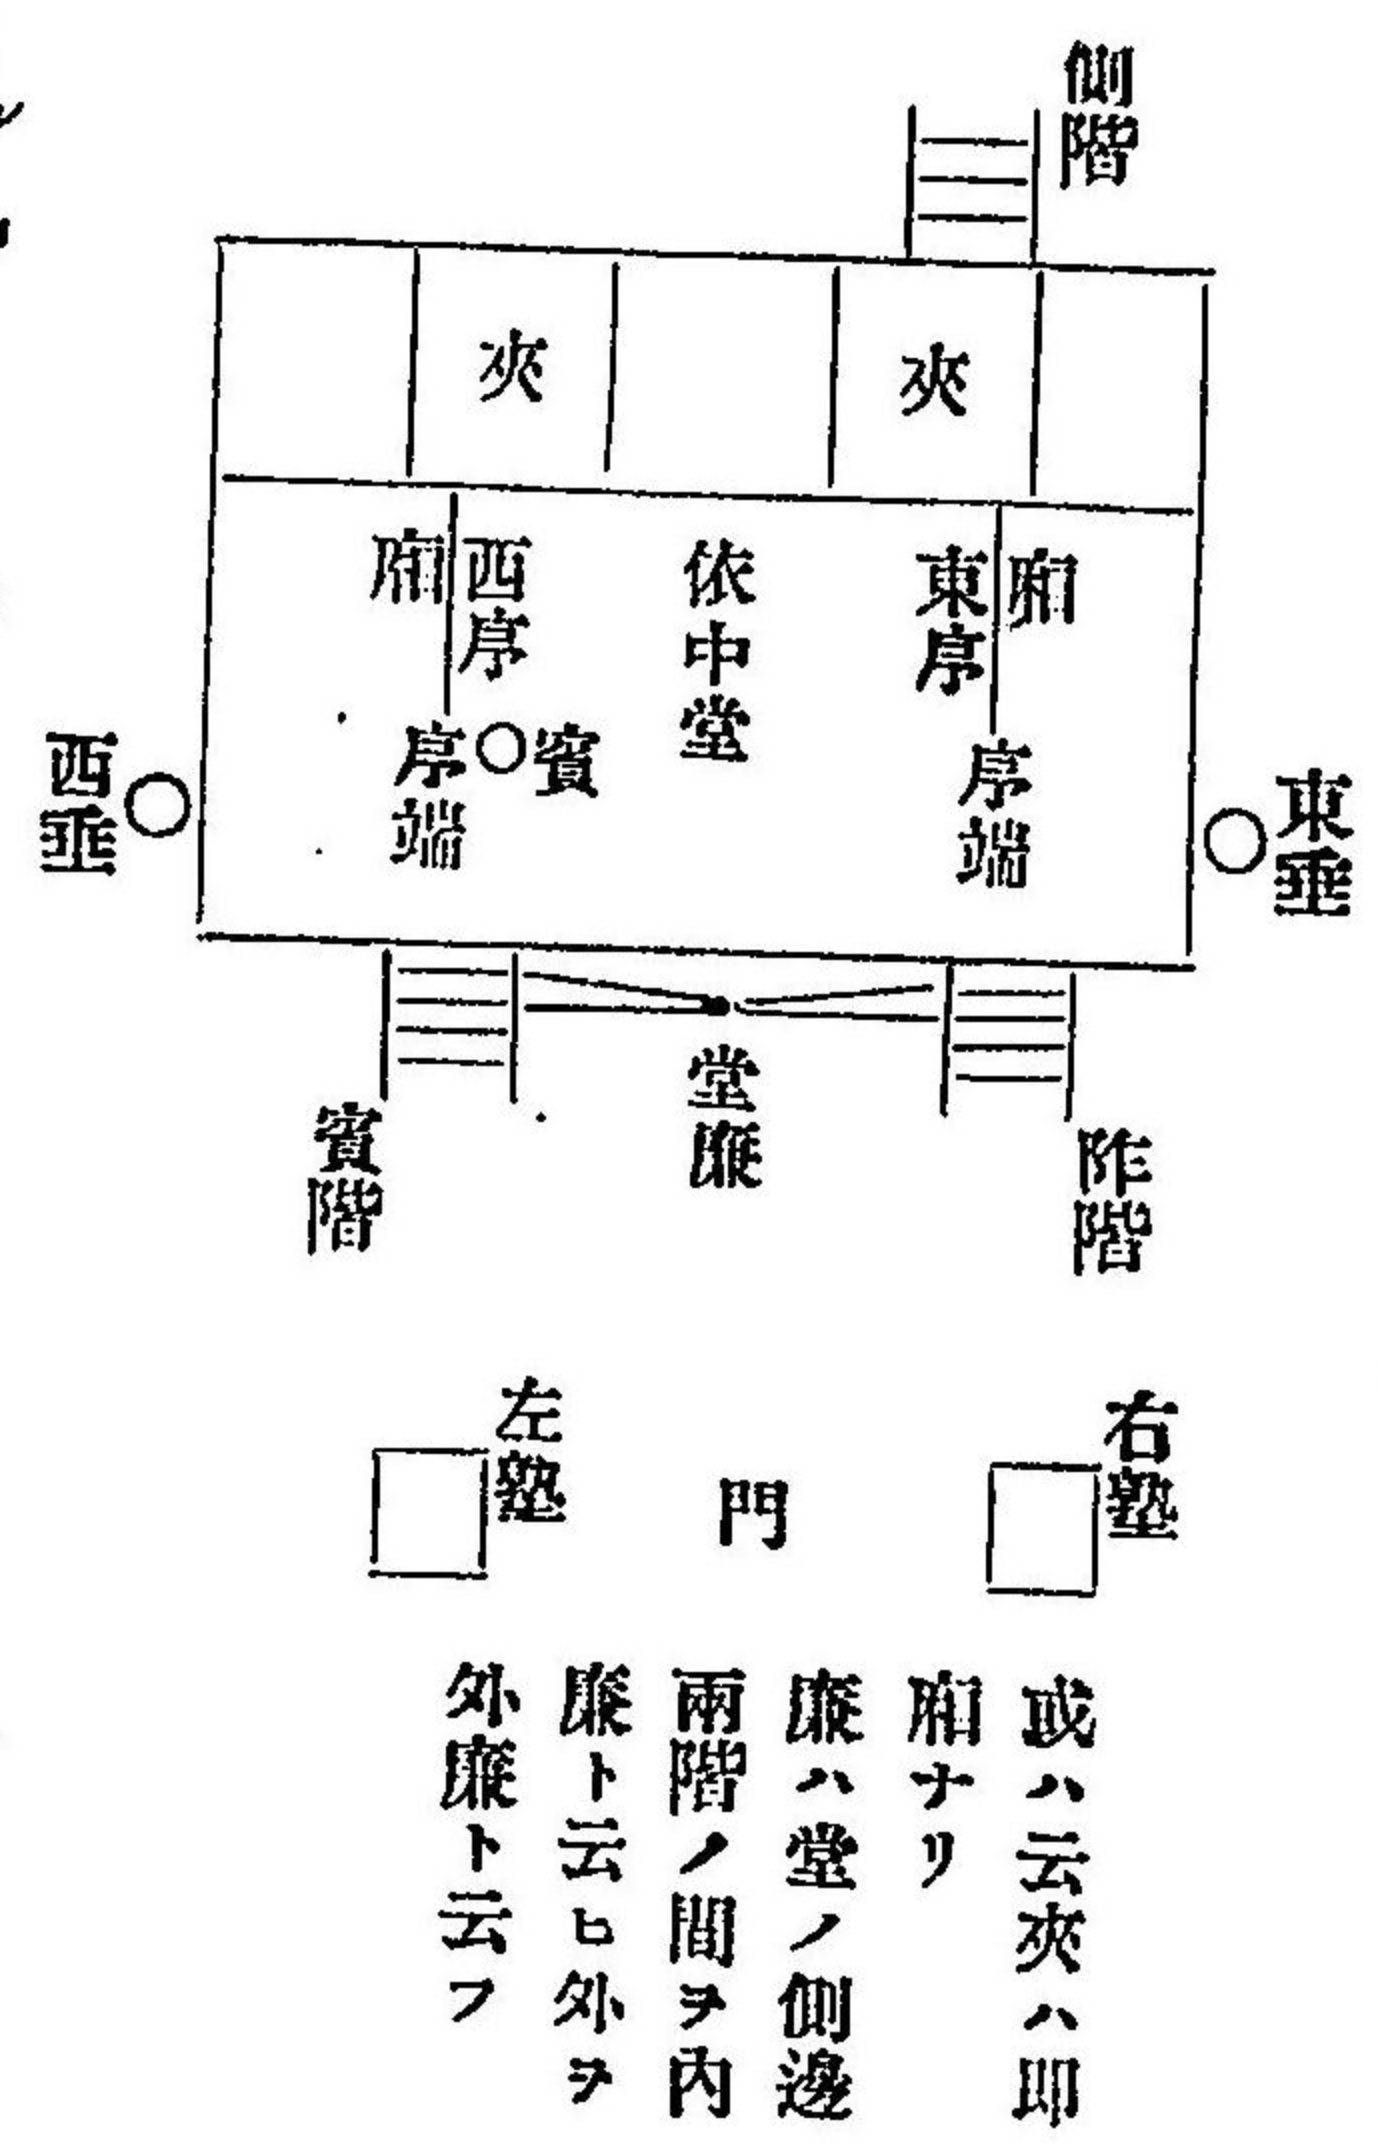 側階
夾
夾
廂
東序
依中堂
西序
廂
序端
賓
序端
東垂
西垂
堂廉
阼階
賓階
右塾
門
左塾
或ハ云夾ハ即
廂ナリ
廉ハ堂ノ側邊
兩階ノ間ヲ內
廉ト云ヒ外ヲ
外廉ト云フ